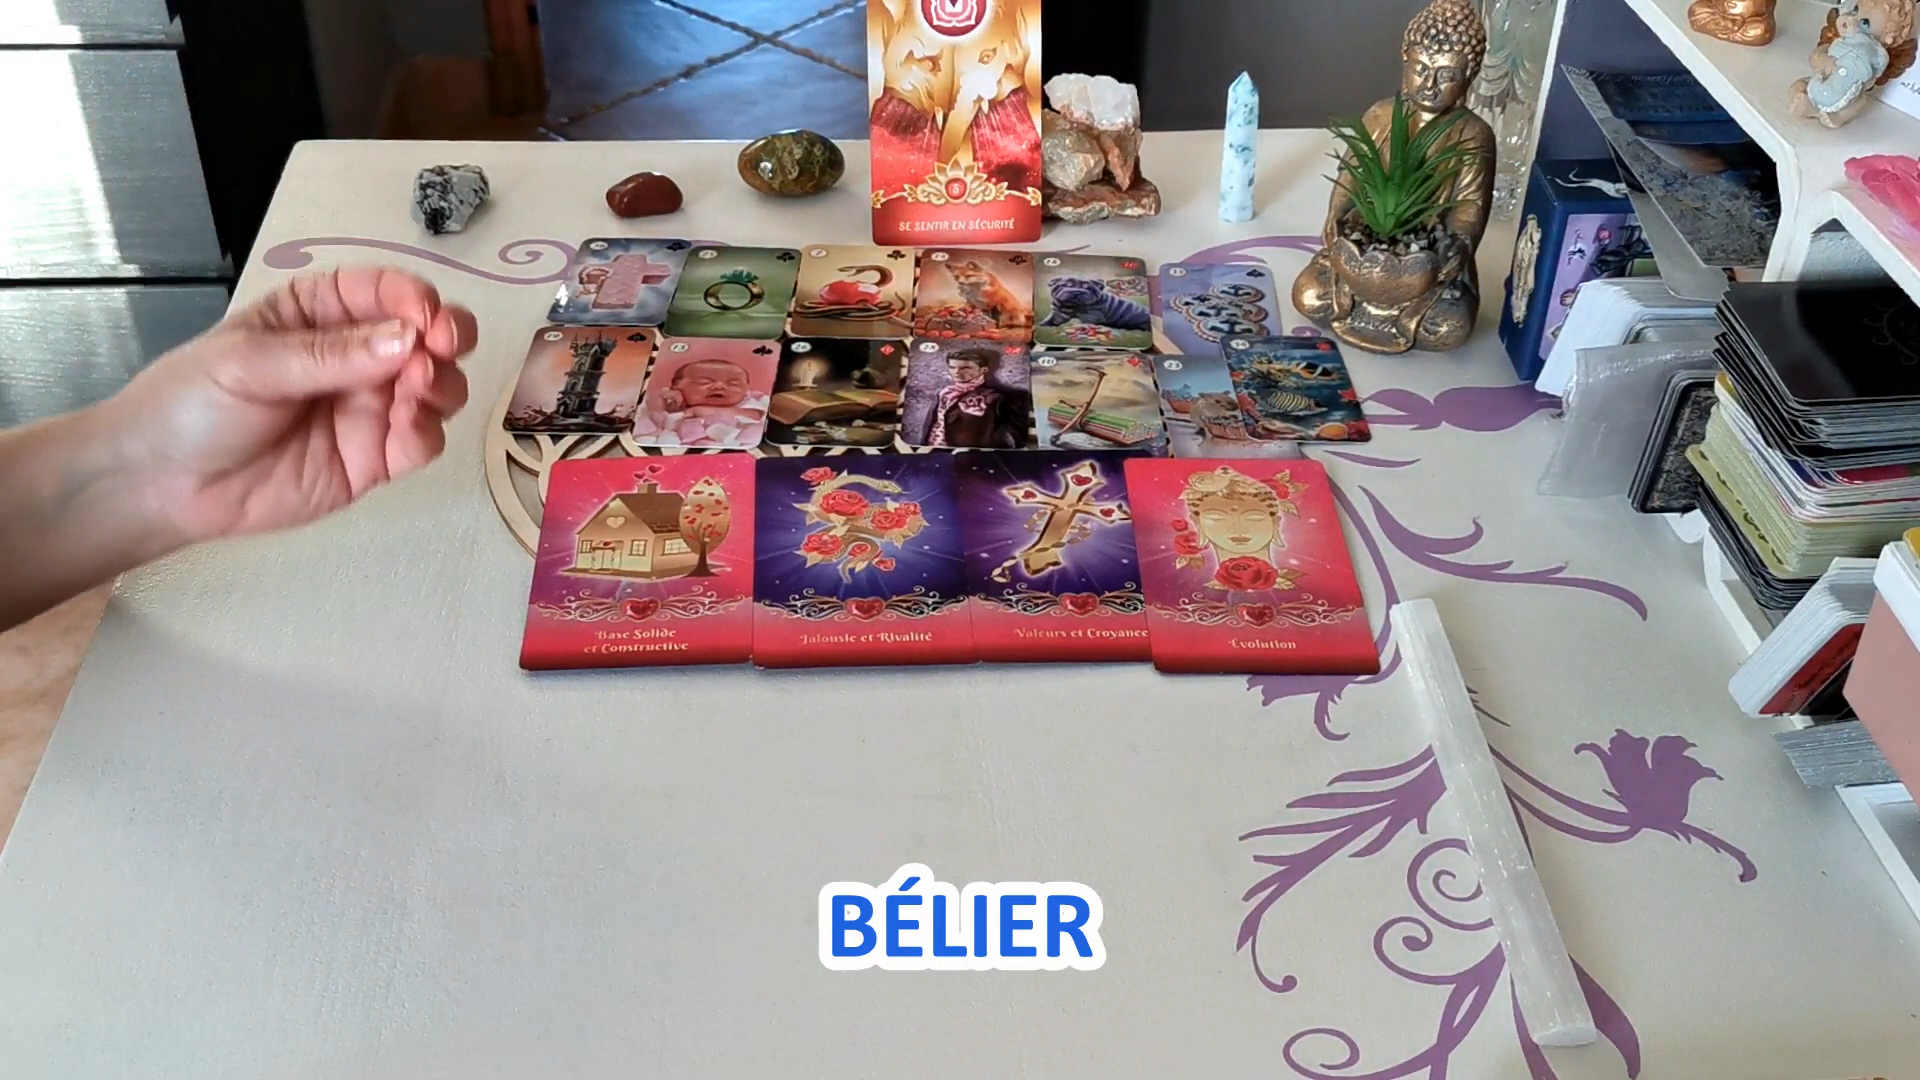 SE SENTIR EN SÉCURITÉ
Base Solide
et Constructive
Jalousie et Rivalité
Valeurs et Croyance
Évolution
BÉLIER